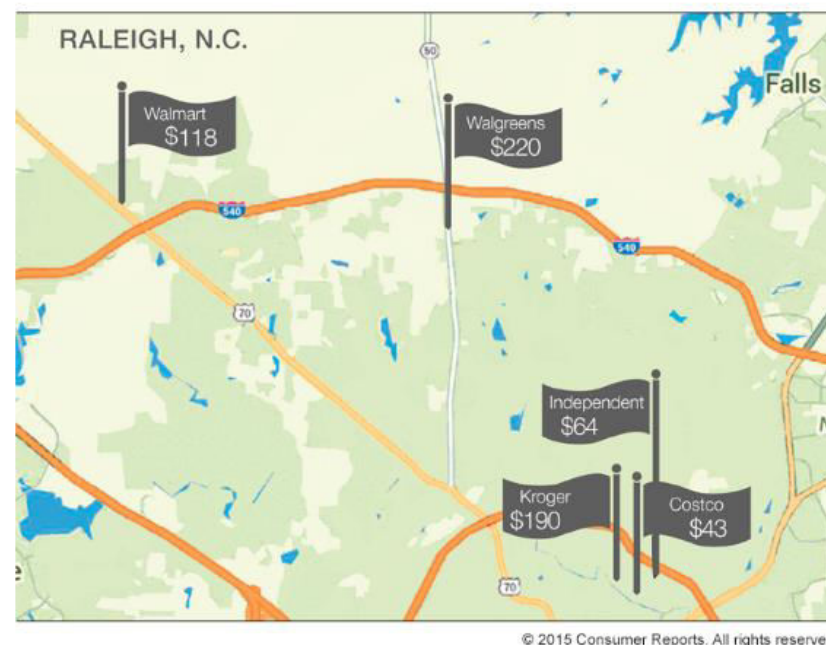 RALEIGH, N.C.
50
Falls
Walmart
$118
Walgreens
$220
540
540
70
Independent
$64
Kroger
$190
Costco
$43
70
© 2015 Consumer Reports. All rights reserve